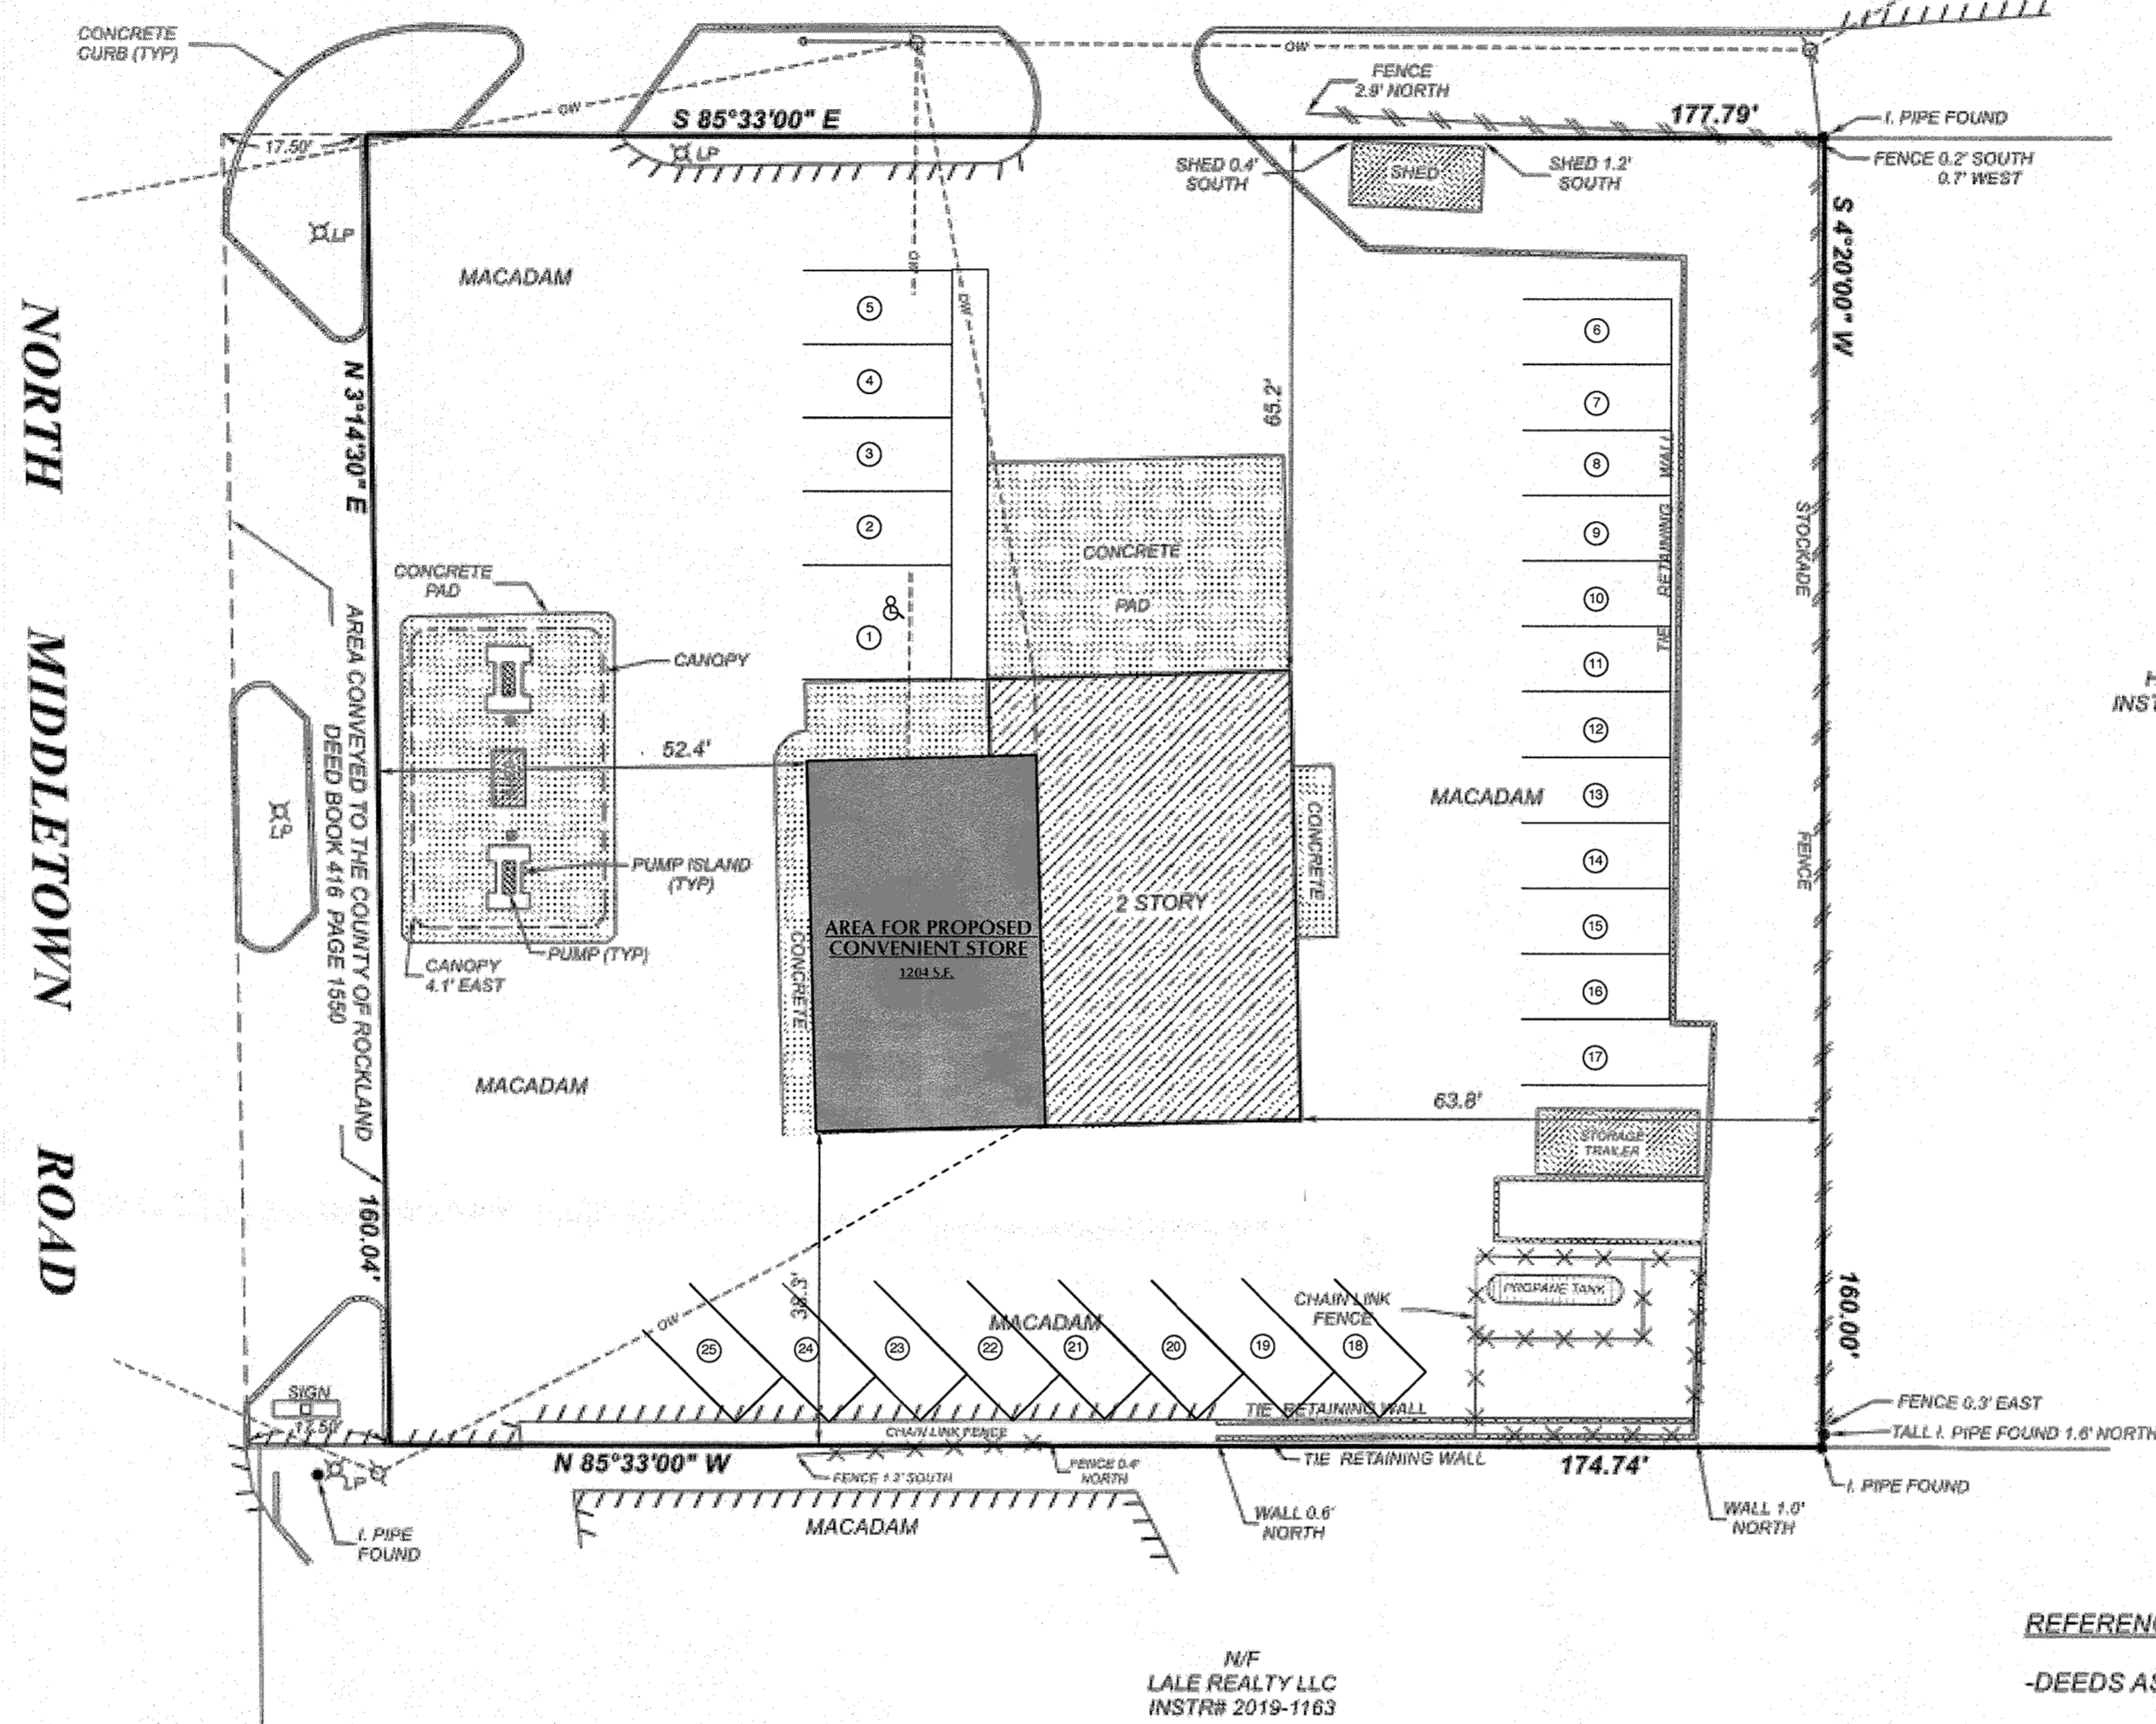 CONCRETE
CURB (TYP)
OW
OW
FENCE
2.9' NORTH
S 85°33'00" E
177.79'
I. PIPE FOUND
17.50'
LP
SHED 0.4'
SOUTH
SHED
SHED 1.2'
SOUTH
FENCE 0.2' SOUTH
0.7' WEST
LP
MACADAM
OW
OW
S 4°20'00" W
NORTH
MIDDLETOWN
ROAD
N 3°14'30" E
65.2'
5
4
3
2
1
6
7
8
9
10
11
12
13
14
15
16
17
TIE RETAINING WALL
STOCKADE
FENCE
CONCRETE
PAD
CONCRETE
PAD
CANOPY
INST
52.4'
AREA CONVEYED TO THE COUNTY OF ROCKLAND
DEED BOOK 416 PAGE 1550
LP
MACADAM
PUMP ISLAND
(TYP)
PUMP (TYP)
CANOPY
4.1' EAST
CONCRETE
AREA FOR PROPOSED
CONVENIENT STORE
1204 S.F.
2 STORY
CONCRETE
MACADAM
63.8'
STORAGE
TRAILER
160.04'
38.3'
OW
MACADAM
CHAIN LINK
FENCE
PROPANE TANK
160.00'
25
24
23
22
21
20
19
18
SIGN
17.50'
TIE RETAINING WALL
CHAIN LINK FENCE
FENCE 0.3' EAST
TALL I. PIPE FOUND 1.6' NORTH
N 85°33'00" W
FENCE 1.2' SOUTH
FENCE 0.4'
NORTH
TIE RETAINING WALL
174.74'
I. PIPE FOUND
LP
I. PIPE
FOUND
MACADAM
WALL 0.6'
NORTH
WALL 1.0'
NORTH
N/F
LALE REALTY LLC
INSTR# 2019-1163
REFEREN
-DEEDS AS